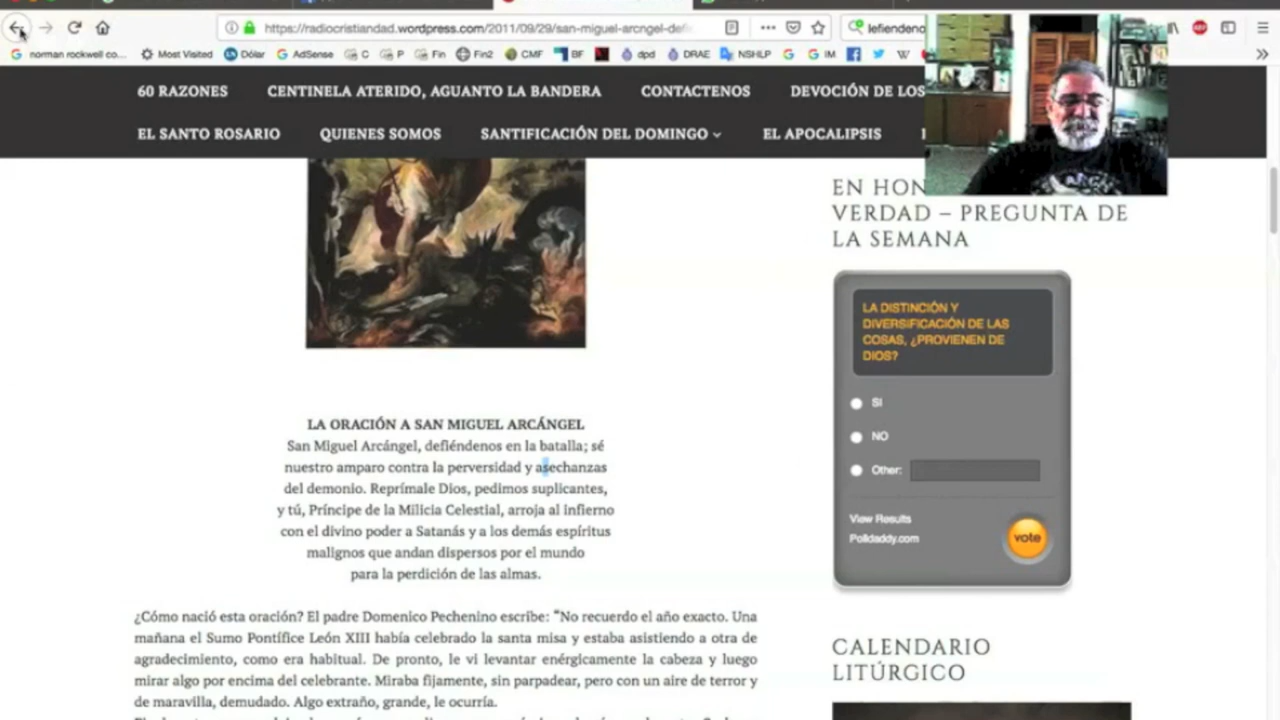 https://radiocristiandad.wordpress.com/2011/09/29/san-miguel-arcngel-defi
lefiendeno
norman rockwell co...
Most Visited
Dólar
AdSense
C
P
Fin
Fin2
CMF
BF
dpd
DRAE
NSHLP
G
IM
60 RAZONES
CENTINELA ATERIDO, AGUANTO LA BANDERA
CONTACTENOS
DEVOCIÓN DE LOS
EL SANTO ROSARIO
QUIENES SOMOS
SANTIFICACIÓN DEL DOMINGO
EL APOCALIPSIS
EN HON
VERDAD – PREGUNTA DE
LA SEMANA
LA DISTINCIÓN Y
DIVERSIFICACIÓN DE LAS
COSAS, ¿PROVIENEN DE
DIOS?
SI
NO
Other:
View Results
Polldaddy.com
vote
LA ORACIÓN A SAN MIGUEL ARCÁNGEL
San Miguel Arcángel, defiéndenos en la batalla; sé
nuestro amparo contra la perversidad y asechanzas
del demonio. Reprímale Dios, pedimos suplicantes,
y tú, Príncipe de la Milicia Celestial, arroja al infierno
con el divino poder a Satanás y a los demás espíritus
malignos que andan dispersos por el mundo
para la perdición de las almas.
¿Cómo nació esta oración? El padre Domenico Pechenino escribe: “No recuerdo el año exacto. Una
mañana el Sumo Pontífice León XIII había celebrado la santa misa y estaba asistiendo a otra de
agradecimiento, como era habitual. De pronto, le vi levantar enérgicamente la cabeza y luego
mirar algo por encima del celebrante. Miraba fijamente, sin parpadear, pero con un aire de terror y
de maravilla, demudado. Algo extraño, grande, le ocurría.
CALENDARIO
LITÚRGICO